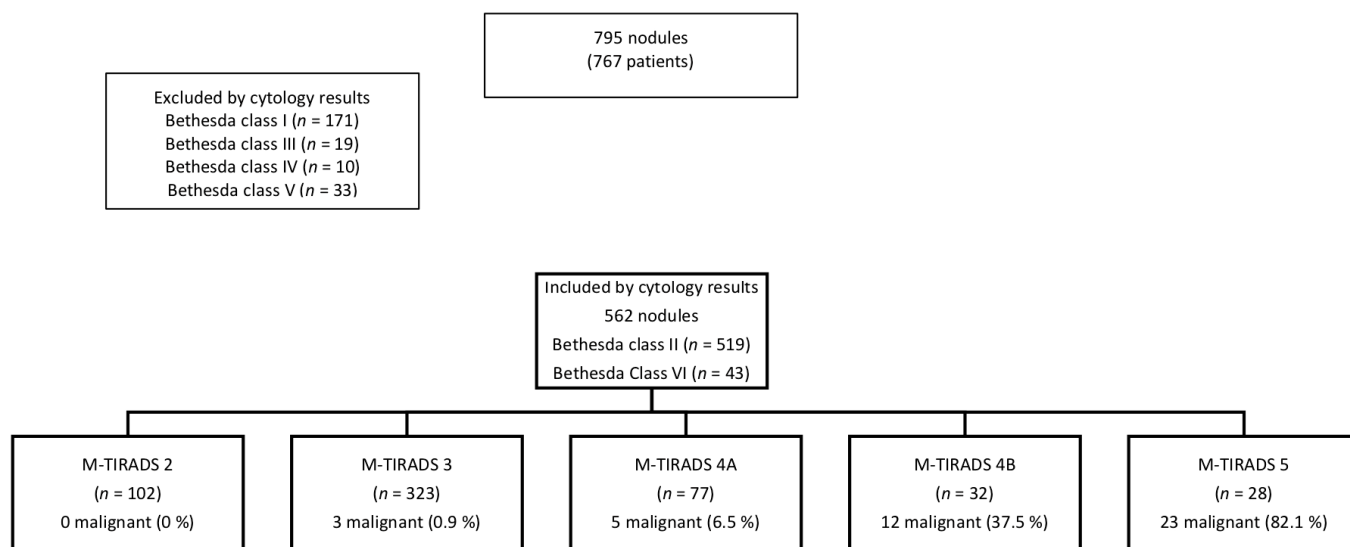 795 nodules
(767 patients)
Excluded by cytology results
Bethesda class I (n = 171)
Bethesda class III (n = 19)
Bethesda class IV (n = 10)
Bethesda class V (n = 33)
Included by cytology results
562 nodules
Bethesda class II (n = 519)
Bethesda Class VI (n = 43)
M-TIRADS 2
(n = 102)
0 malignant (0 %)
M-TIRADS 3
(n = 323)
3 malignant (0.9 %)
M-TIRADS 4A
(n = 77)
5 malignant (6.5 %)
M-TIRADS 4B
(n = 32)
12 malignant (37.5 %)
M-TIRADS 5
(n = 28)
23 malignant (82.1 %)